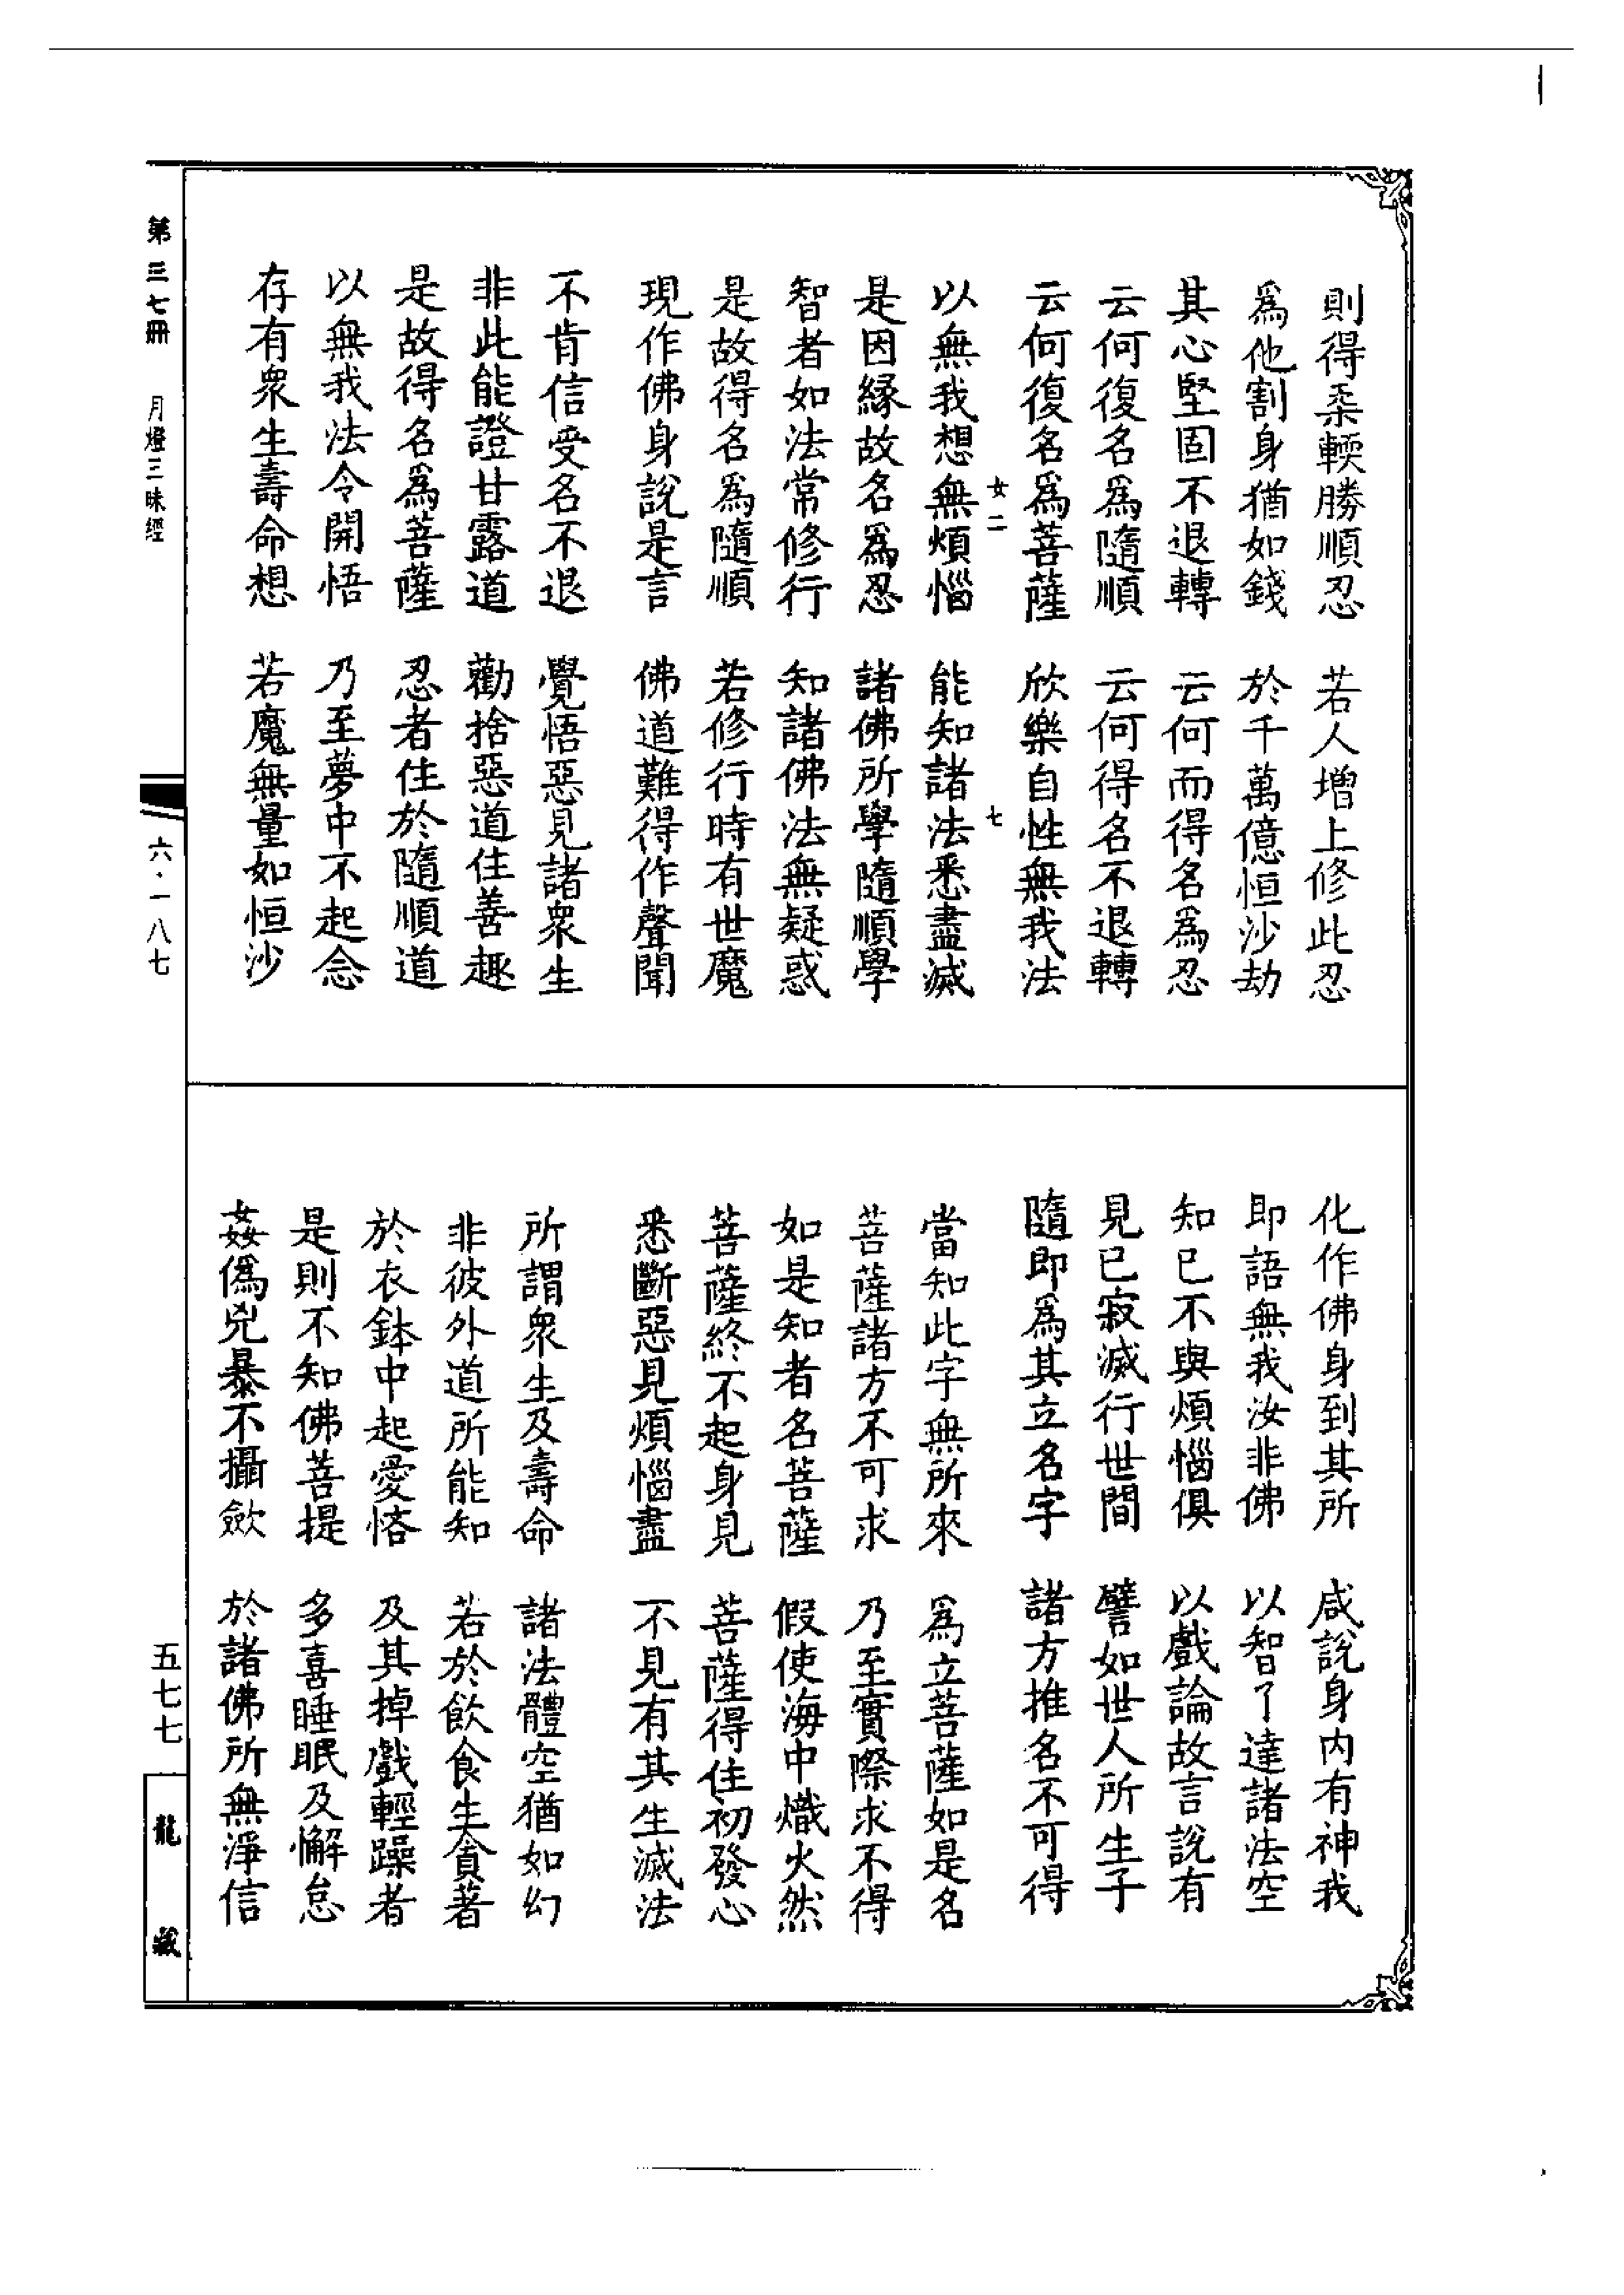 則得柔輭勝順忍　若人增上修此忍
爲他割身猶如錢　於千萬億恒沙劫
其心堅固不退轉　云何而得名爲忍
云何復名爲隨順　云何得名不退轉
云何復名爲菩薩　欣樂自性無我法
女二　七
以無我想無煩惱　能知諸法悉盡滅
是因緣故名爲忍　諸佛所學隨順學
智者如法常修行　知諸佛法無疑惑
是故得名爲隨順　若修行時有世魔
現作佛身說是言　佛道難得作聲聞
不肯信受名不退　覺悟惡見諸衆生
非此能證甘露道　勸捨惡道住善趣
是故得名爲菩薩　忍者住於隨順道
以無我法令開悟　乃至夢中不起念
存有衆生壽命想　若魔無量如恒沙
化作佛身到其所　咸說身內有神我
即語無我汝非佛　以智了達諸法空
知已不與煩惱俱　以戲論故言說有
見已寂滅行世間　譬如世人所生子
隨即爲其立名字　諸方推名不可得
當知此字無所來　爲立菩薩如是名
菩薩諸方不可求　乃至實際求不得
如是知者名菩薩　假使海中熾火然
菩薩終不起身見　菩薩得住初發心
悉斷惡見煩惱盡　不見有其生滅法
所謂衆生及壽命　諸法體空猶如幻
非彼外道所能知　若於飲食生貪著
於衣鉢中起愛悋　及其掉戲輕躁者
是則不知佛菩提　多喜睡眠及懈怠
姦僞兇暴不攝斂　於諸佛所無淨信
第三七冊　月燈三昧經
六・一八七
五七七
龍藏